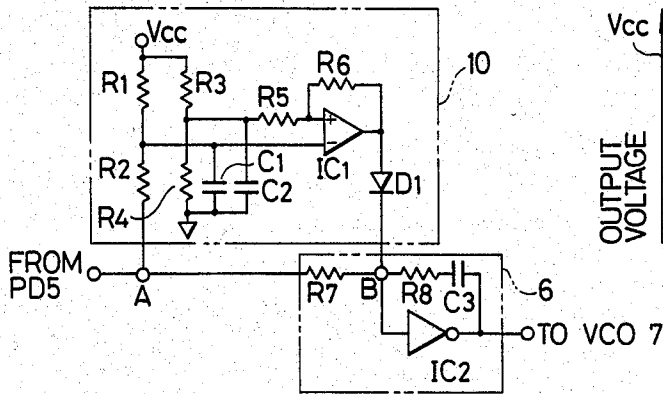 Vcc
R1
R3
R6
10
R5
+
-
IC1
R2
C1
C2
D1
R4
FROM
PD5
A
R7
B
R8
C3
6
TO VCO 7
IC2
Vcc
OUTPUT
VOLTAGE